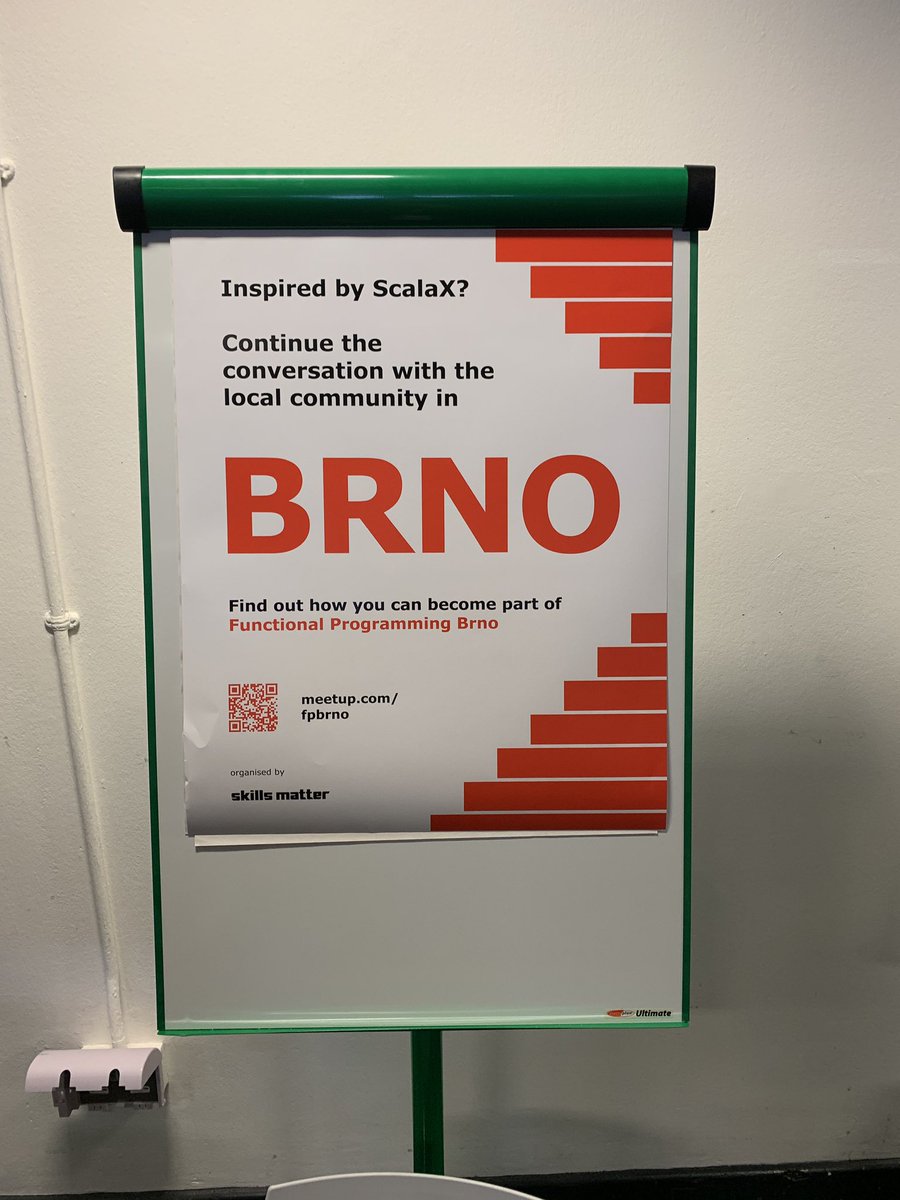 Inspired by ScalaX?
Continue the
conversation with the
local community in
BRNO
Find out how you can become part of
Functional Programming Brno
meetup.com/
fpbrno
organised by
skills matter
Ultimate